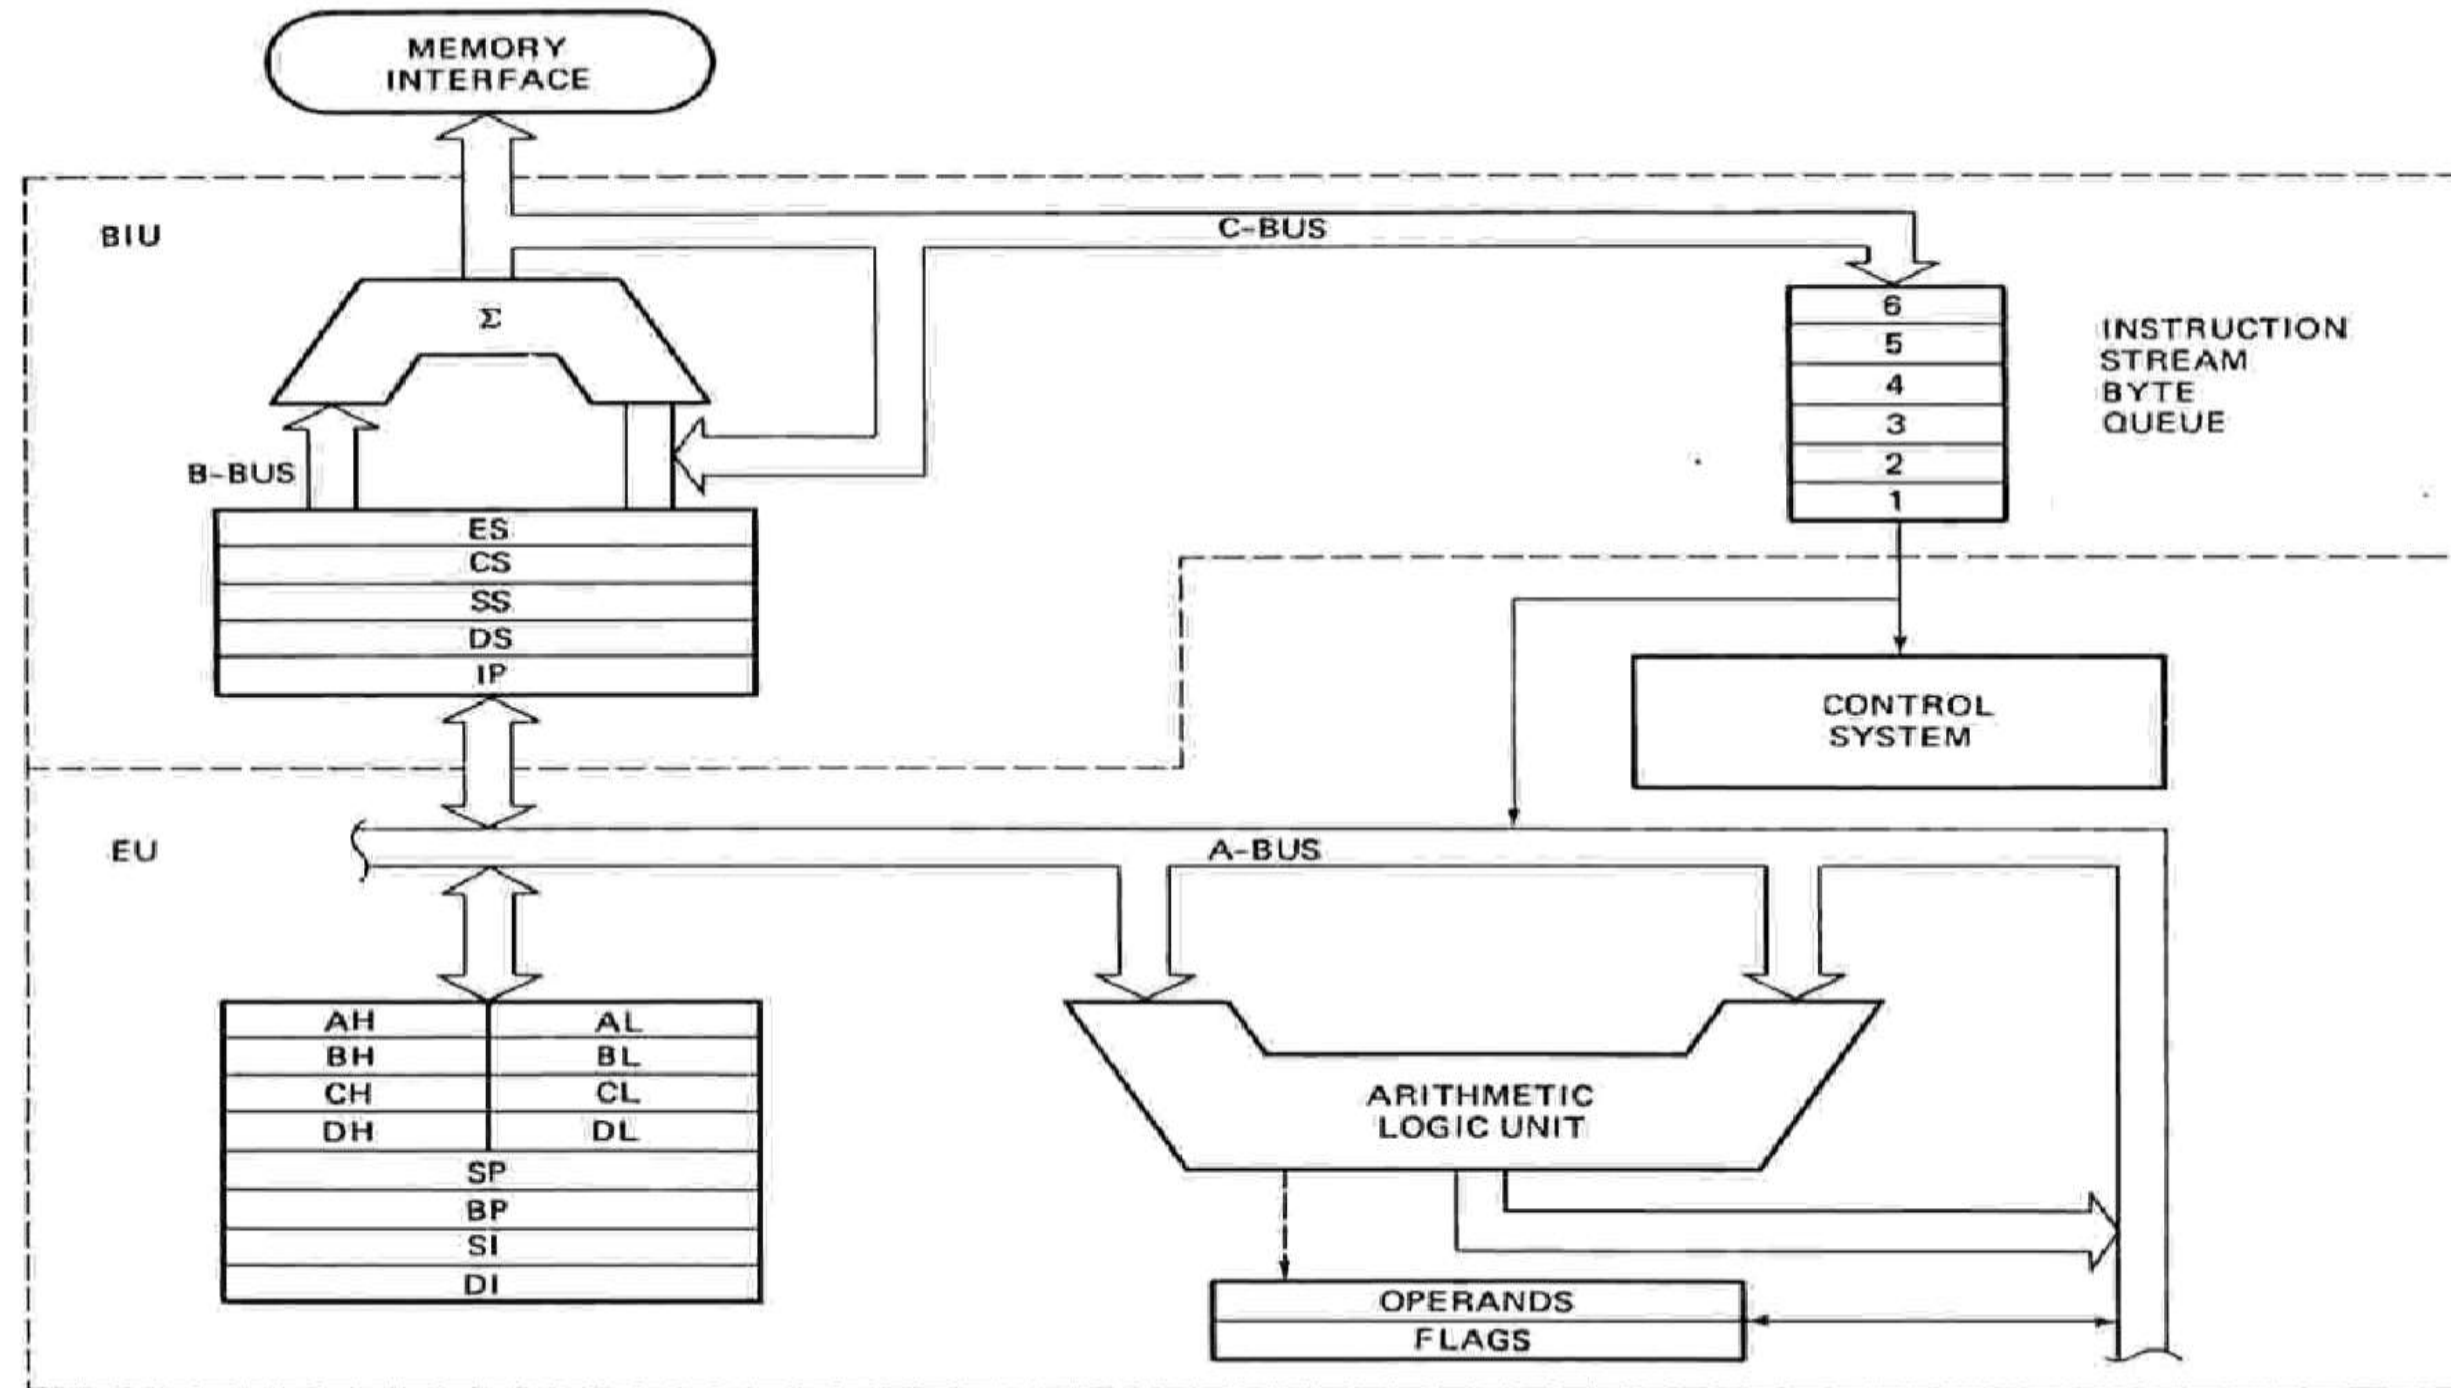 MEMORY
INTERFACE
BIU
C-BUS
Σ
6
5
4
3
2
1
INSTRUCTION
STREAM
BYTE
QUEUE
B-BUS
ES
CS
SS
DS
IP
CONTROL
SYSTEM
EU
A-BUS
AH AL
BH BL
CH CL
DH DL
SP
BP
SI
DI
ARITHMETIC
LOGIC UNIT
OPERANDS
FLAGS